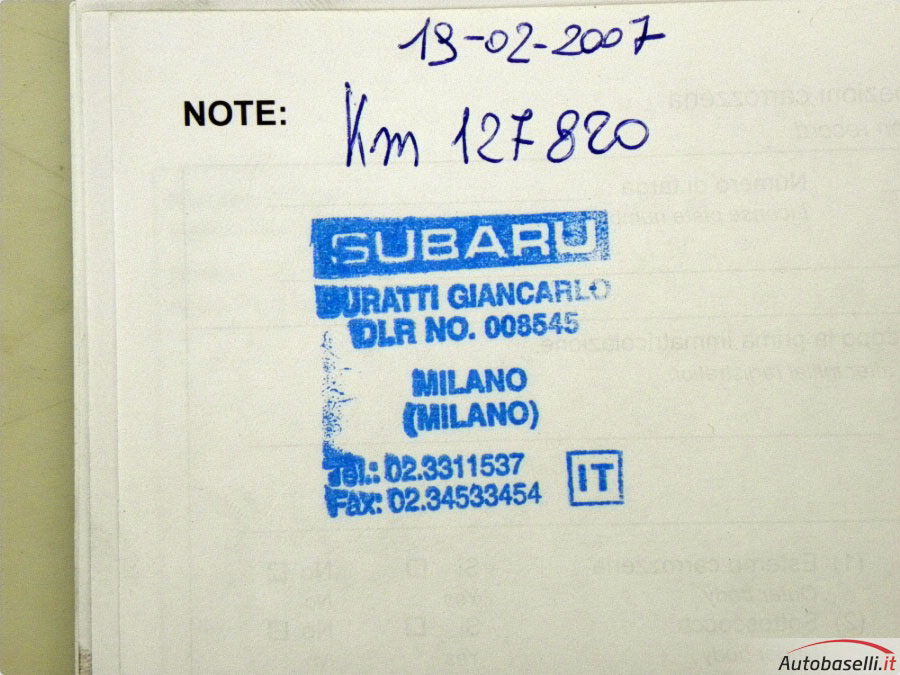 19-02-2007
NOTE: Km 127820
SUBARU
BURATTI GIANCARLO
DLR NO. 008545
MILANO
(MILANO)
Tel.: 02.3311537
Fax: 02.34533454
IT
Autobaselli.it